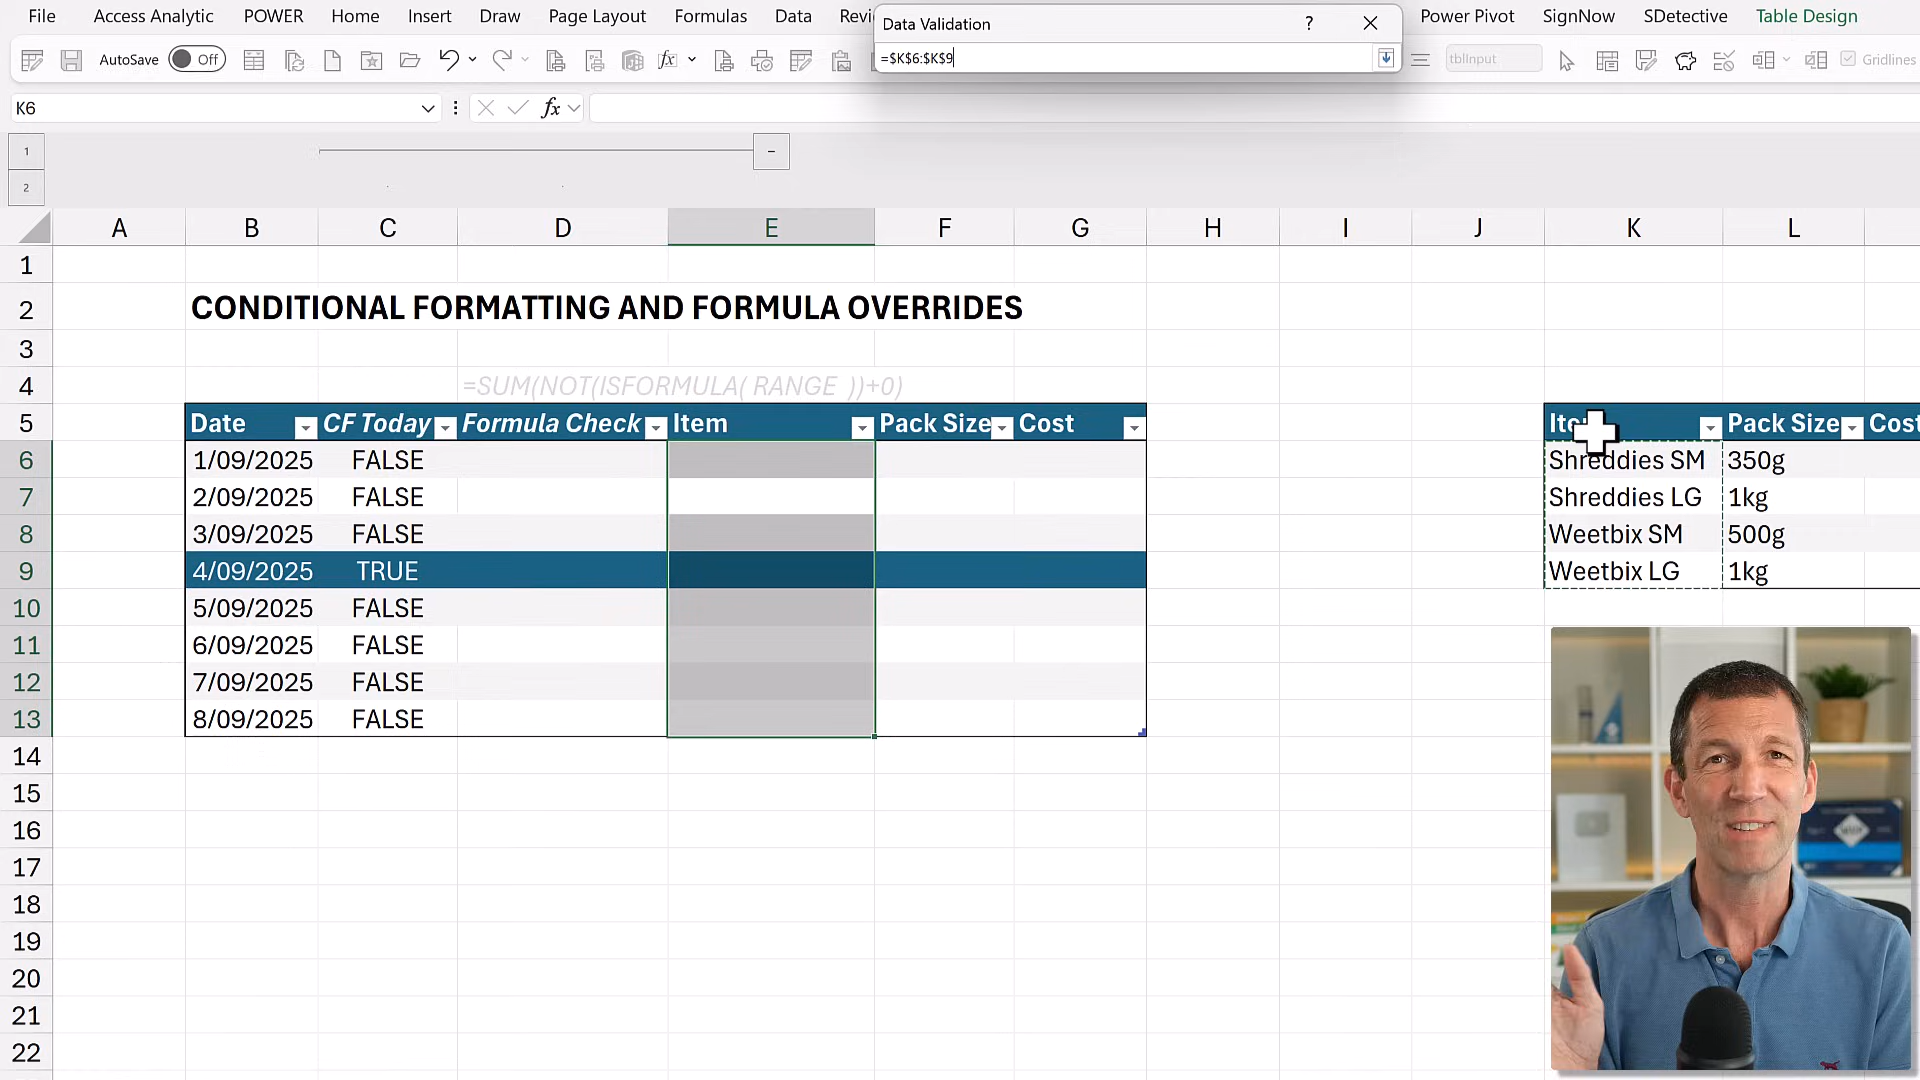 File Access Analytic POWER Home Insert Draw Page Layout Formulas Data Power Pivot SignNow SDetective Table Design
Data Validation ? 
AutoSave Off fx tblInput Gridlines
=$K$6:$K$9
K6 fx
1
2
A B C D E F G H I J K L
1
2 CONDITIONAL FORMATTING AND FORMULA OVERRIDES
3
4 =SUM(NOT(ISFORMULA( RANGE ))+0)
5 Date CF Today Formula Check Item Pack Size Cost Pack Size Cost
6 1/09/2025 FALSE Shreddies SM 350g
7 2/09/2025 FALSE Shreddies LG 1kg
8 3/09/2025 FALSE Weetbix SM 500g
9 4/09/2025 TRUE Weetbix LG 1kg
10 5/09/2025 FALSE
11 6/09/2025 FALSE
12 7/09/2025 FALSE
13 8/09/2025 FALSE
14
15
16
17
18
19
20
21
22